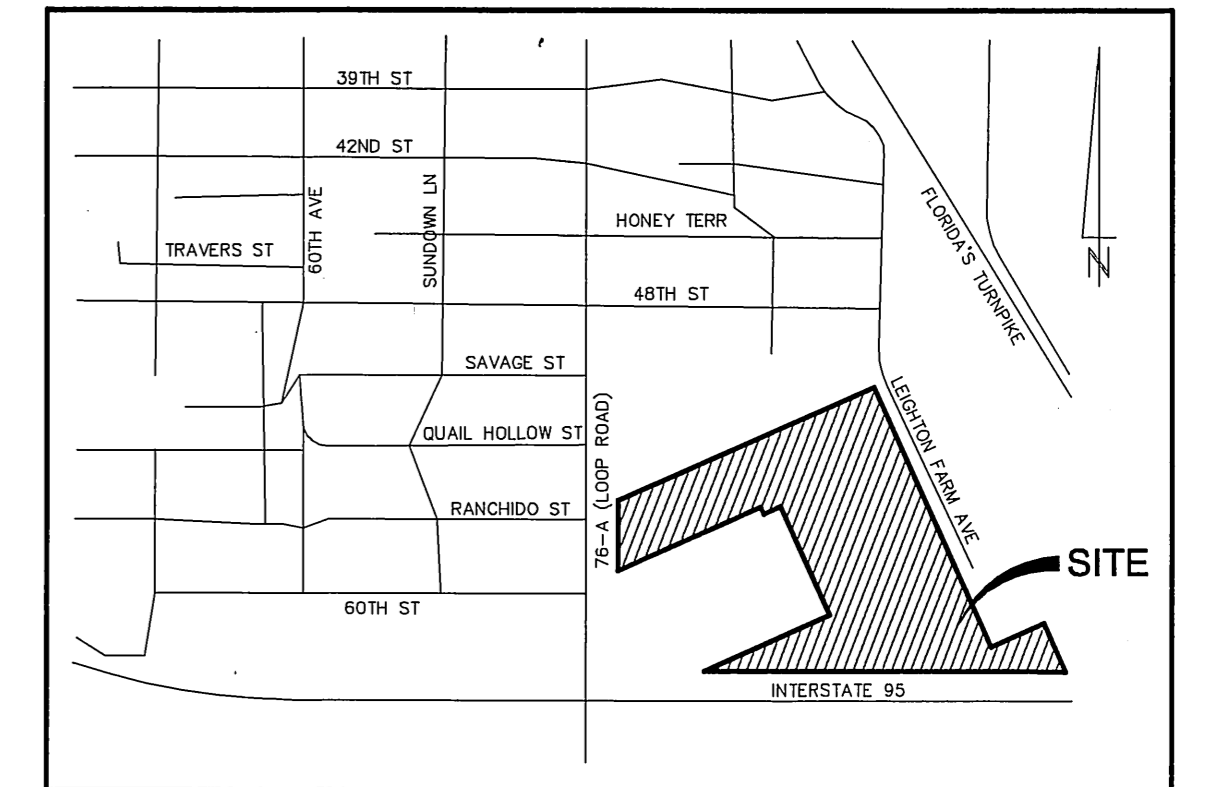 39TH ST
42ND ST
60TH AVE
SUNDOWN LN
HONEY TERR
TRAVERS ST
FLORIDA'S TURNPIKE
N
48TH ST
SAVAGE ST
LEIGHTON FARM AVE
QUAIL HOLLOW ST
76-A (LOOP ROAD)
RANCHIDO ST
SITE
60TH ST
INTERSTATE 95